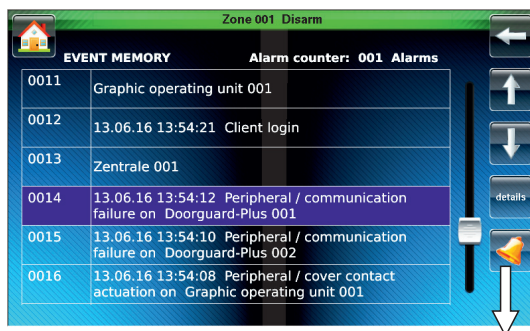 Zone 001 Disarm
EVENT MEMORY Alarm counter: 001 Alarms
0011 Graphic operating unit 001
0012 13.06.16 13:54:21 Client login
0013 Zentrale 001
0014 13.06.16 13:54:12 Peripheral / communication
failure on Doorguard-Plus 001
0015 13.06.16 13:54:10 Peripheral / communication
failure on Doorguard-Plus 002
0016 13.06.16 13:54:08 Peripheral / cover contact
actuation on Graphic operating unit 001
details